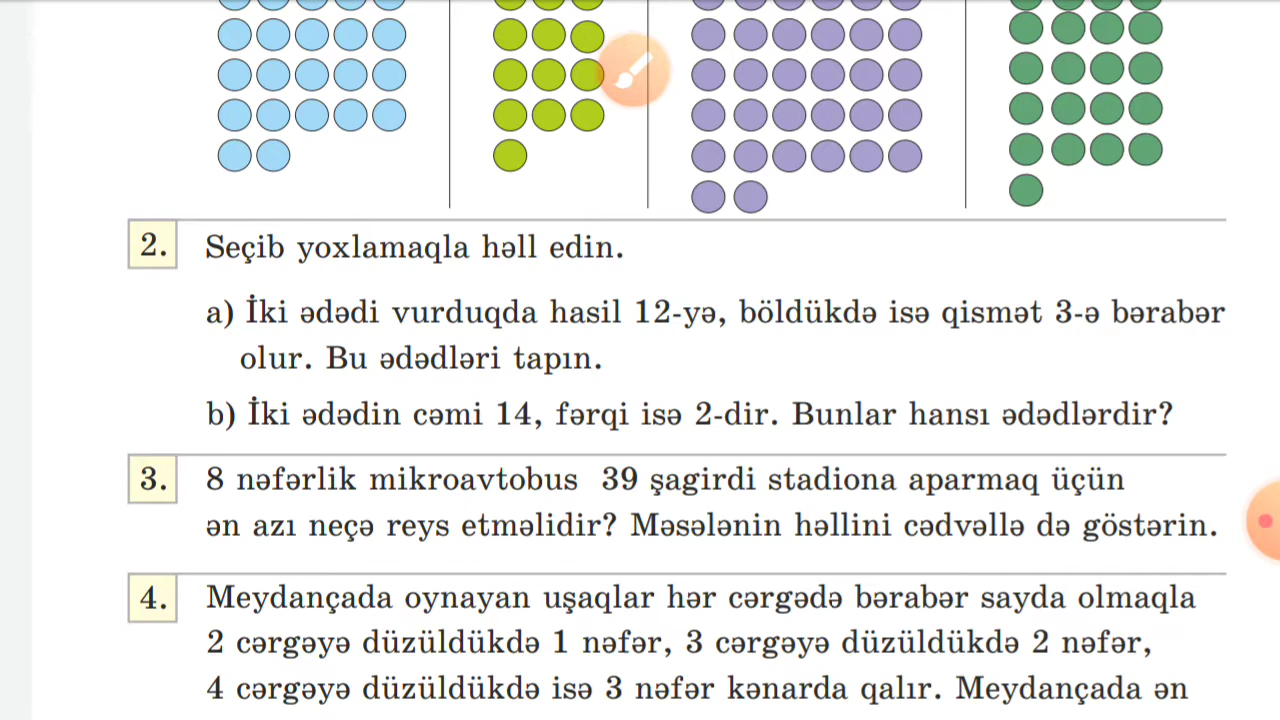 2. Seçib yoxlamaqla həll edin.
a) İki ədədi vurduqda hasil 12-yə, böldükdə isə qismət 3-ə bərabər
olur. Bu ədədləri tapın.
b) İki ədədin cəmi 14, fərqi isə 2-dir. Bunlar hansı ədədlərdir?
3. 8 nəfərlik mikroavtobus 39 şagirdi stadiona aparmaq üçün
ən azı neçə reys etməlidir? Məsələnin həllini cədvəllə də göstərin.
4. Meydançada oynayan uşaqlar hər cərgədə bərabər sayda olmaqla
2 cərgəyə düzüldükdə 1 nəfər, 3 cərgəyə düzüldükdə 2 nəfər,
4 cərgəyə düzüldükdə isə 3 nəfər kənarda qalır. Meydançada ən